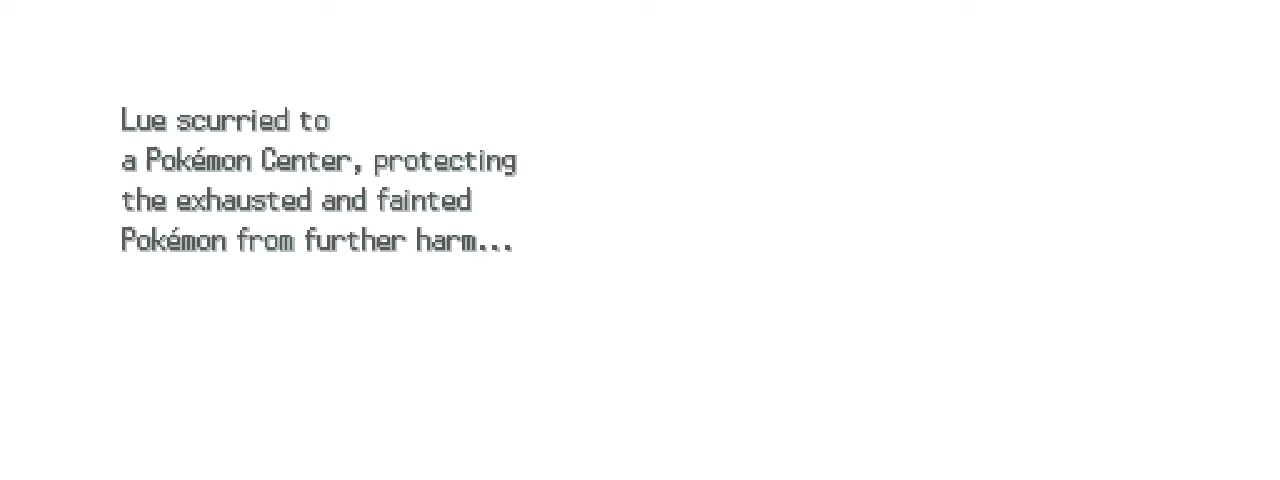 Lue scurried to
a Pokémon Center, protecting
the exhausted and fainted
Pokémon from further harm...